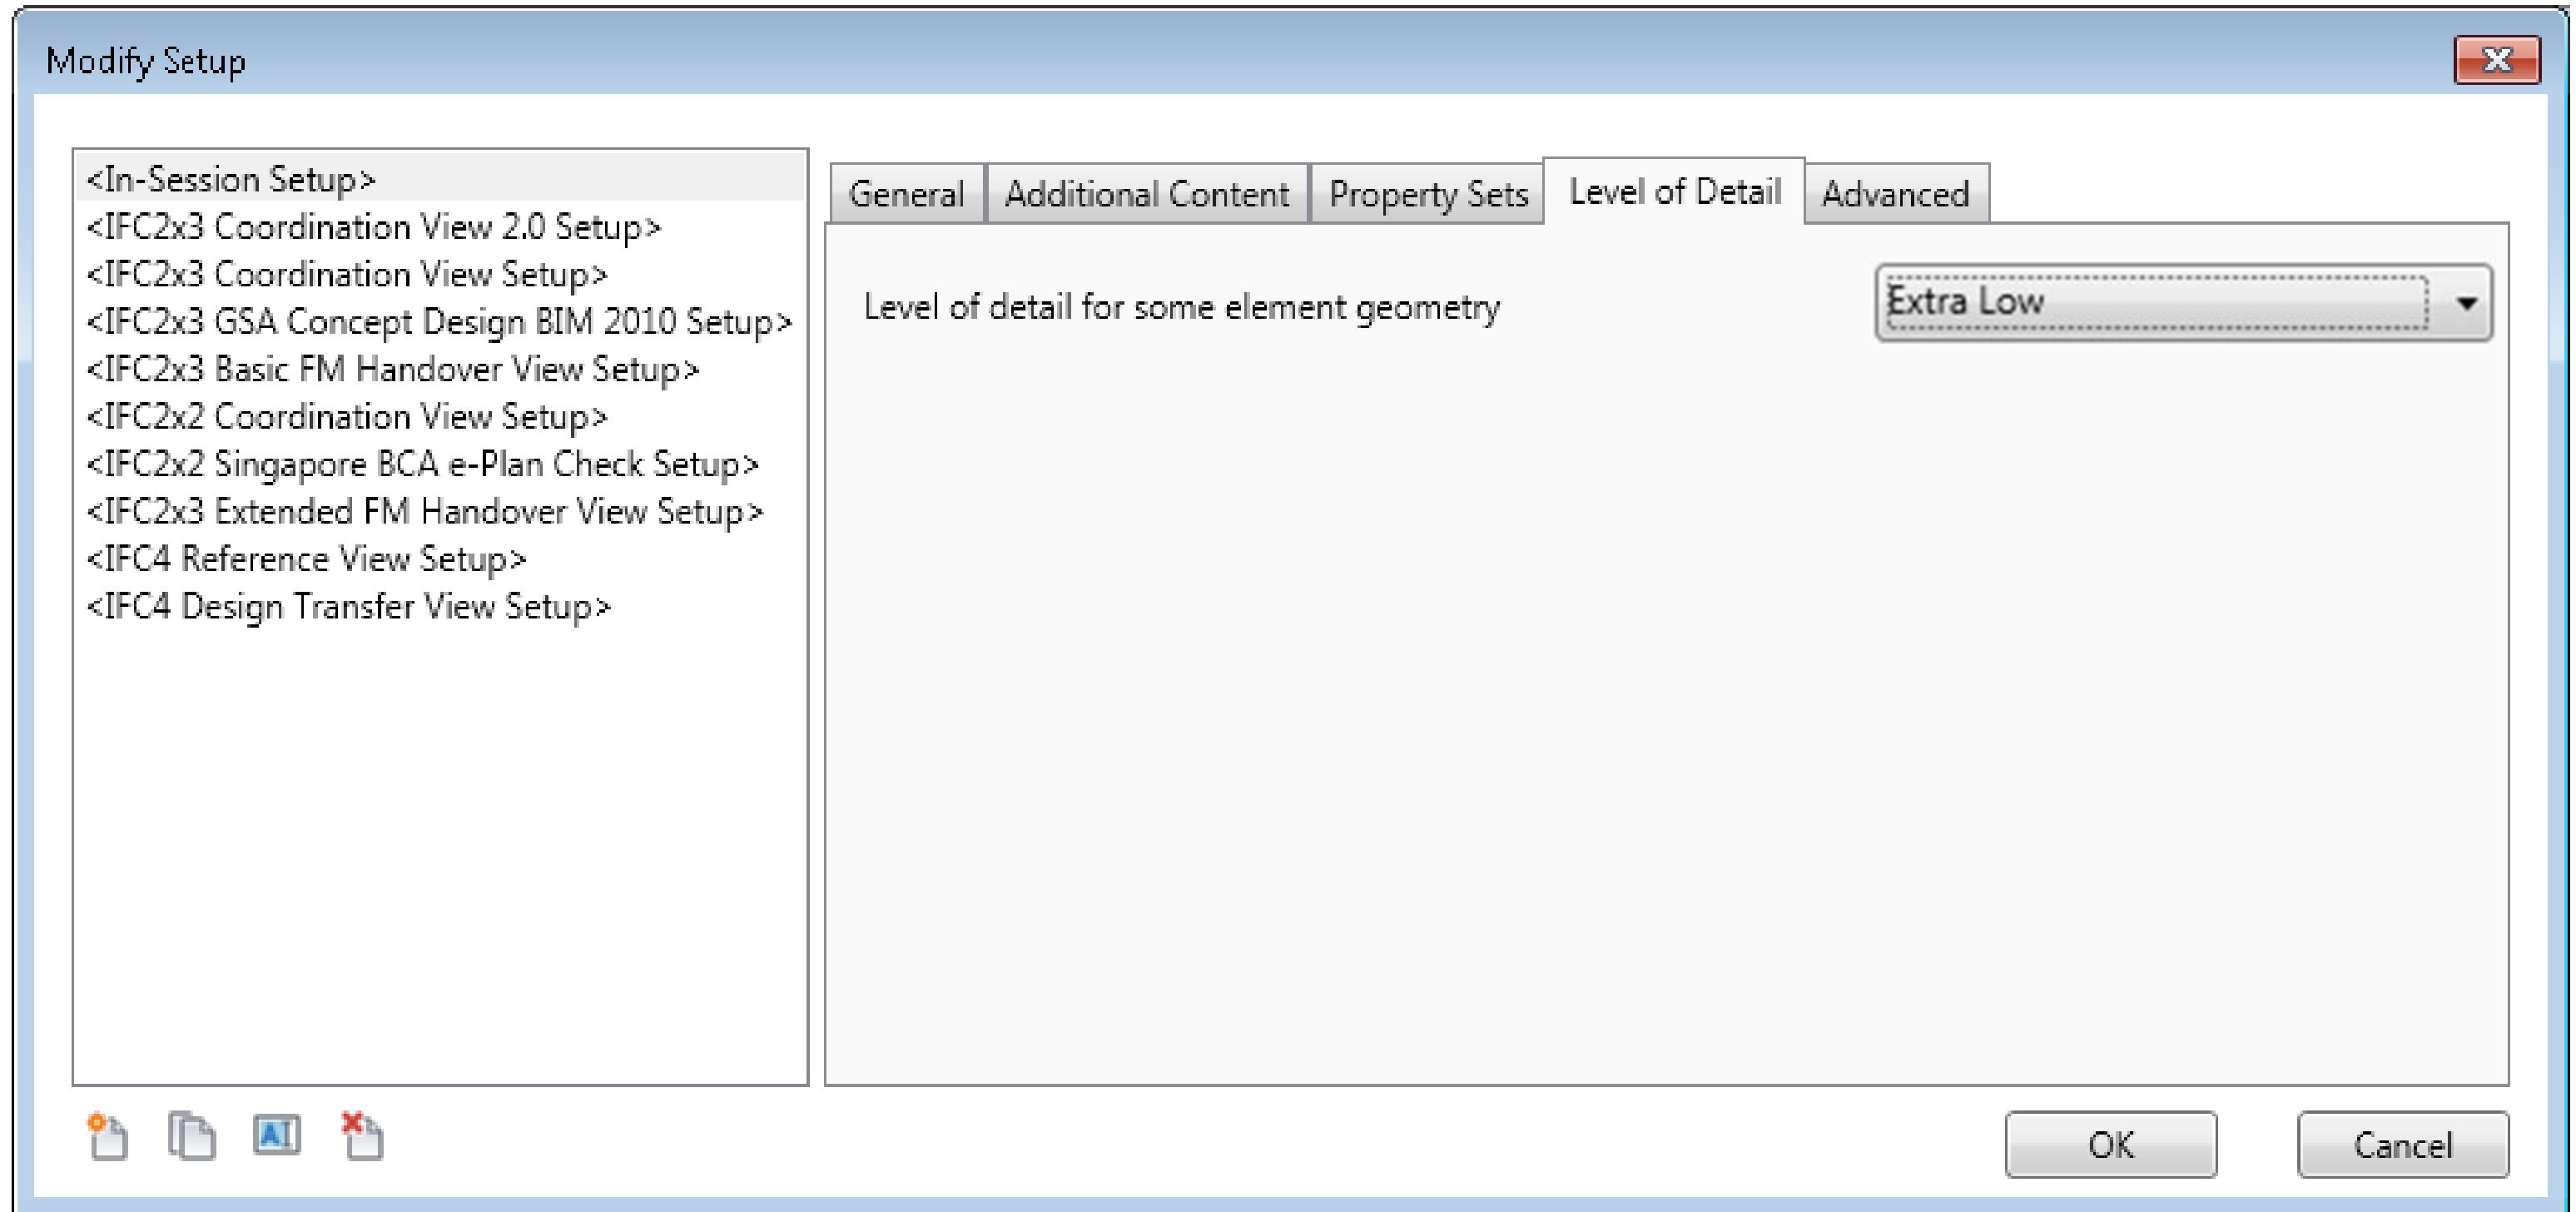 Modify Setup
<In-Session Setup>
<IFC2x3 Coordination View 2.0 Setup>
<IFC2x3 Coordination View Setup>
<IFC2x3 GSA Concept Design BIM 2010 Setup>
<IFC2x3 Basic FM Handover View Setup>
<IFC2x2 Coordination View Setup>
<IFC2x2 Singapore BCA e-Plan Check Setup>
<IFC2x3 Extended FM Handover View Setup>
<IFC4 Reference View Setup>
<IFC4 Design Transfer View Setup>
General Additional Content Property Sets Level of Detail Advanced
Level of detail for some element geometry Extra Low
AI
OK Cancel